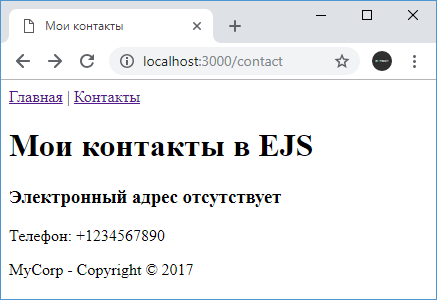 Мои контакты
localhost:3000/contact
Главная | Контакты
Мои контакты в EJS
Электронный адрес отсутствует
Телефон: +1234567890
MyCorp - Copyright © 2017